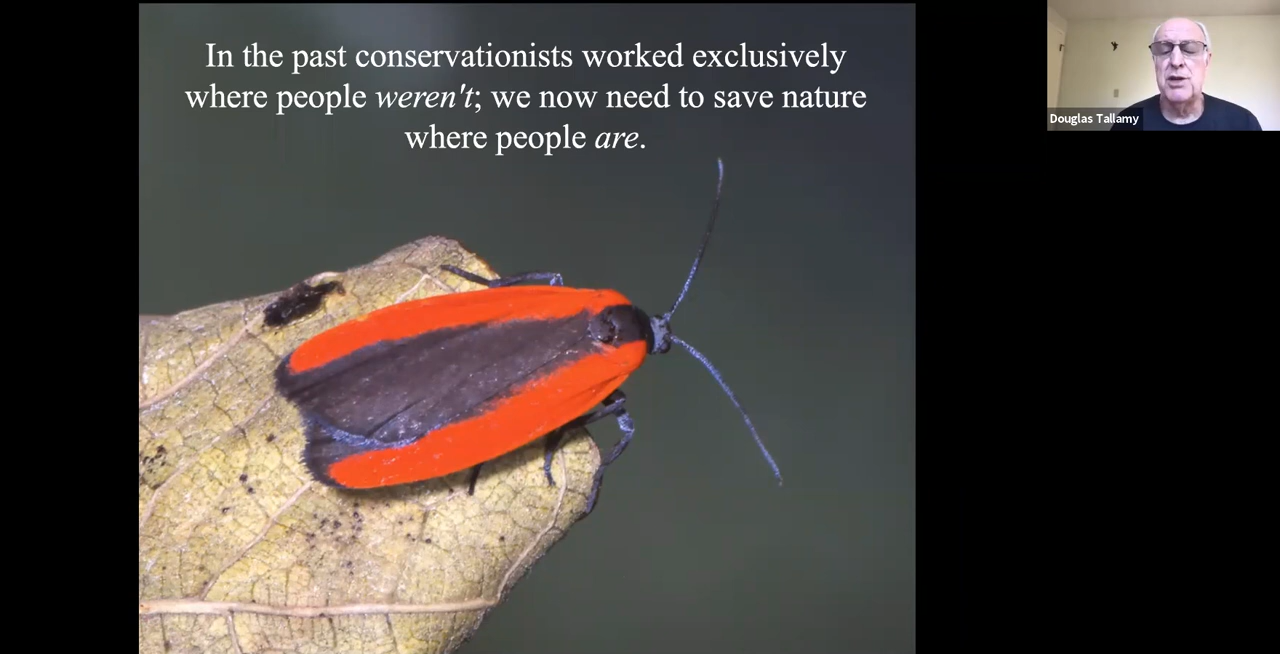 In the past conservationists worked exclusively
where people weren't; we now need to save nature
where people are.
Douglas Tallamy